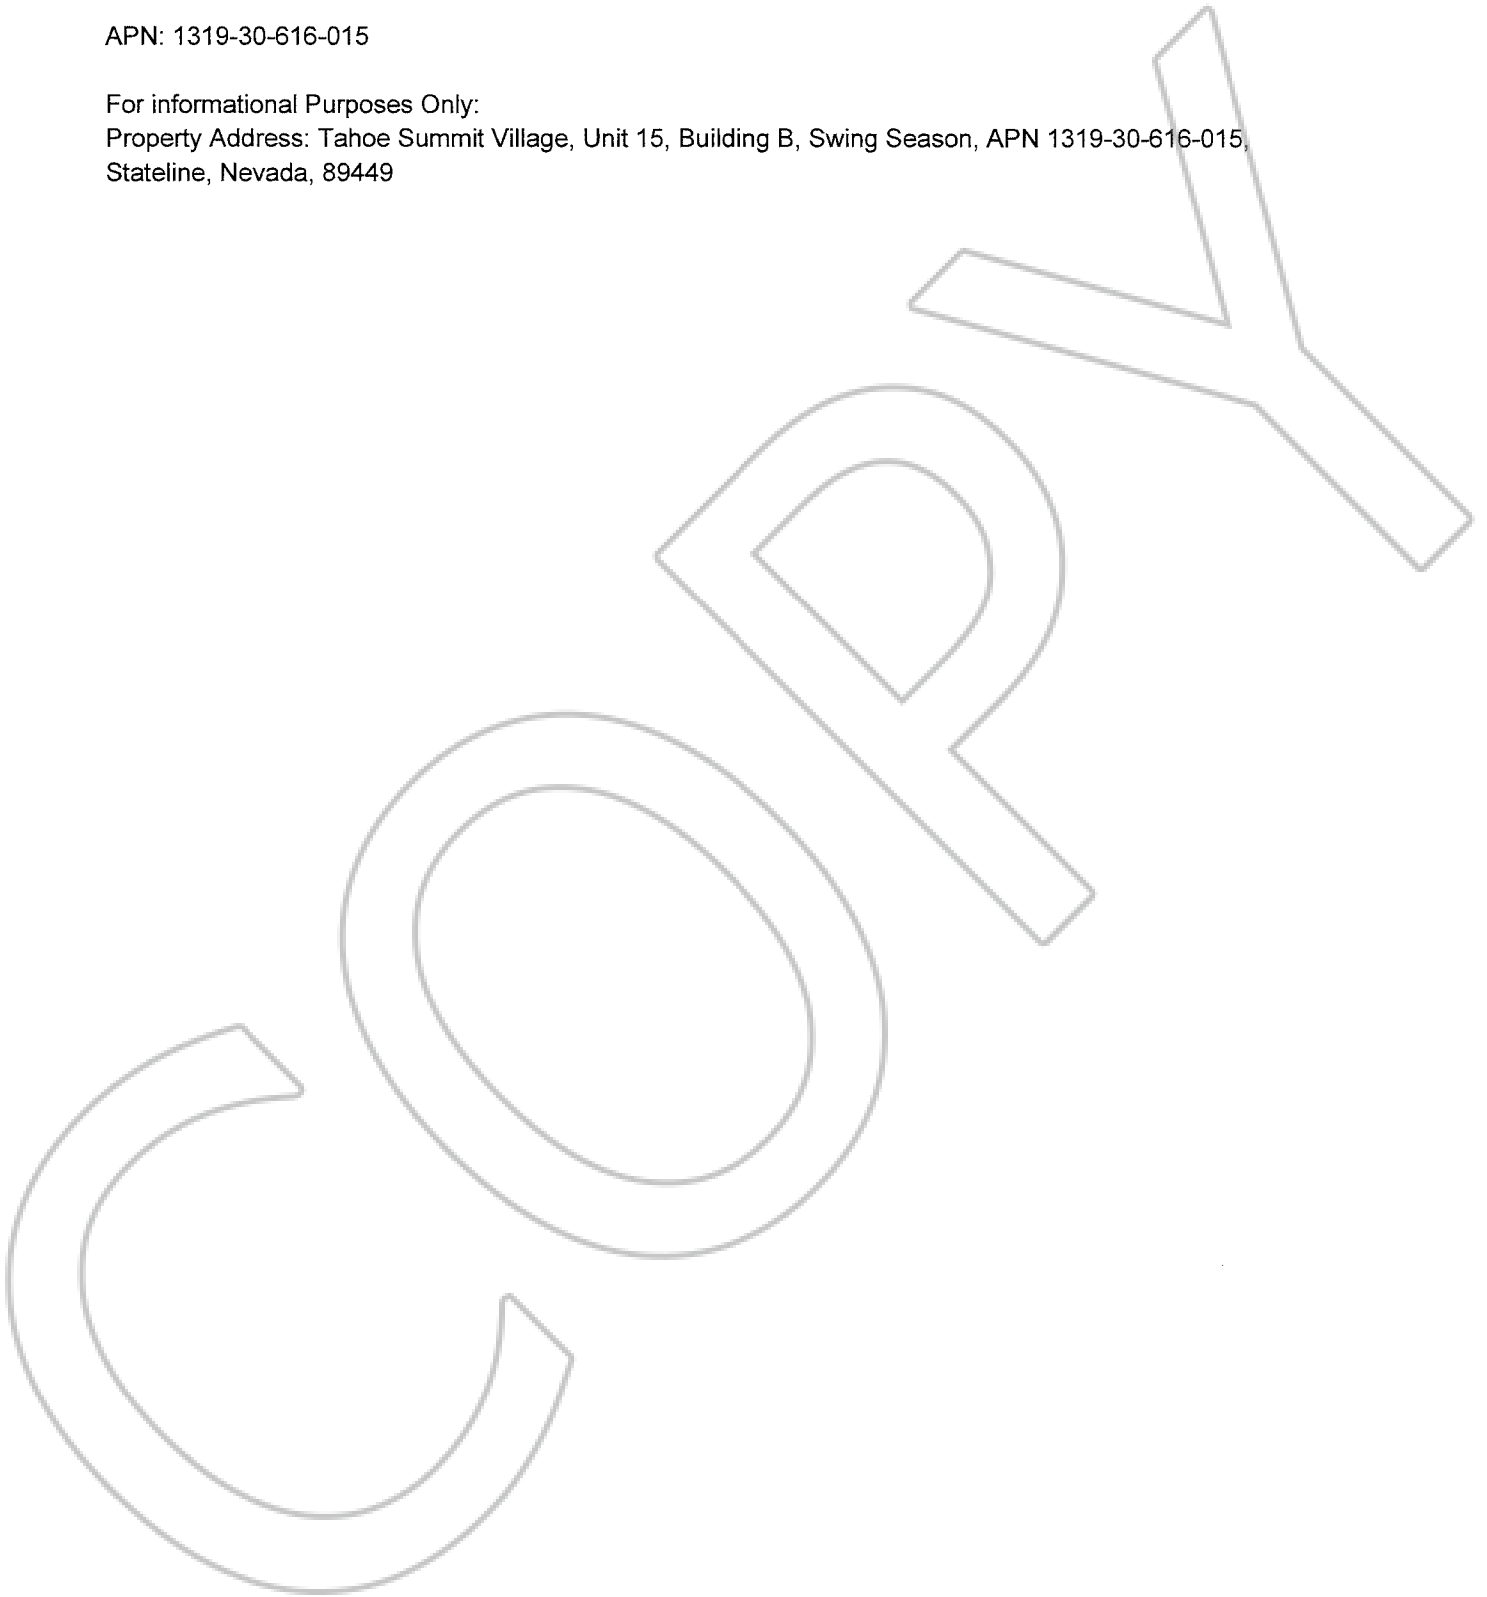 APN: 1319-30-616-015
For informational Purposes Only:
Property Address: Tahoe Summit Village, Unit 15, Building B, Swing Season, APN 1319-30-616-015,
Stateline, Nevada, 89449
COPY